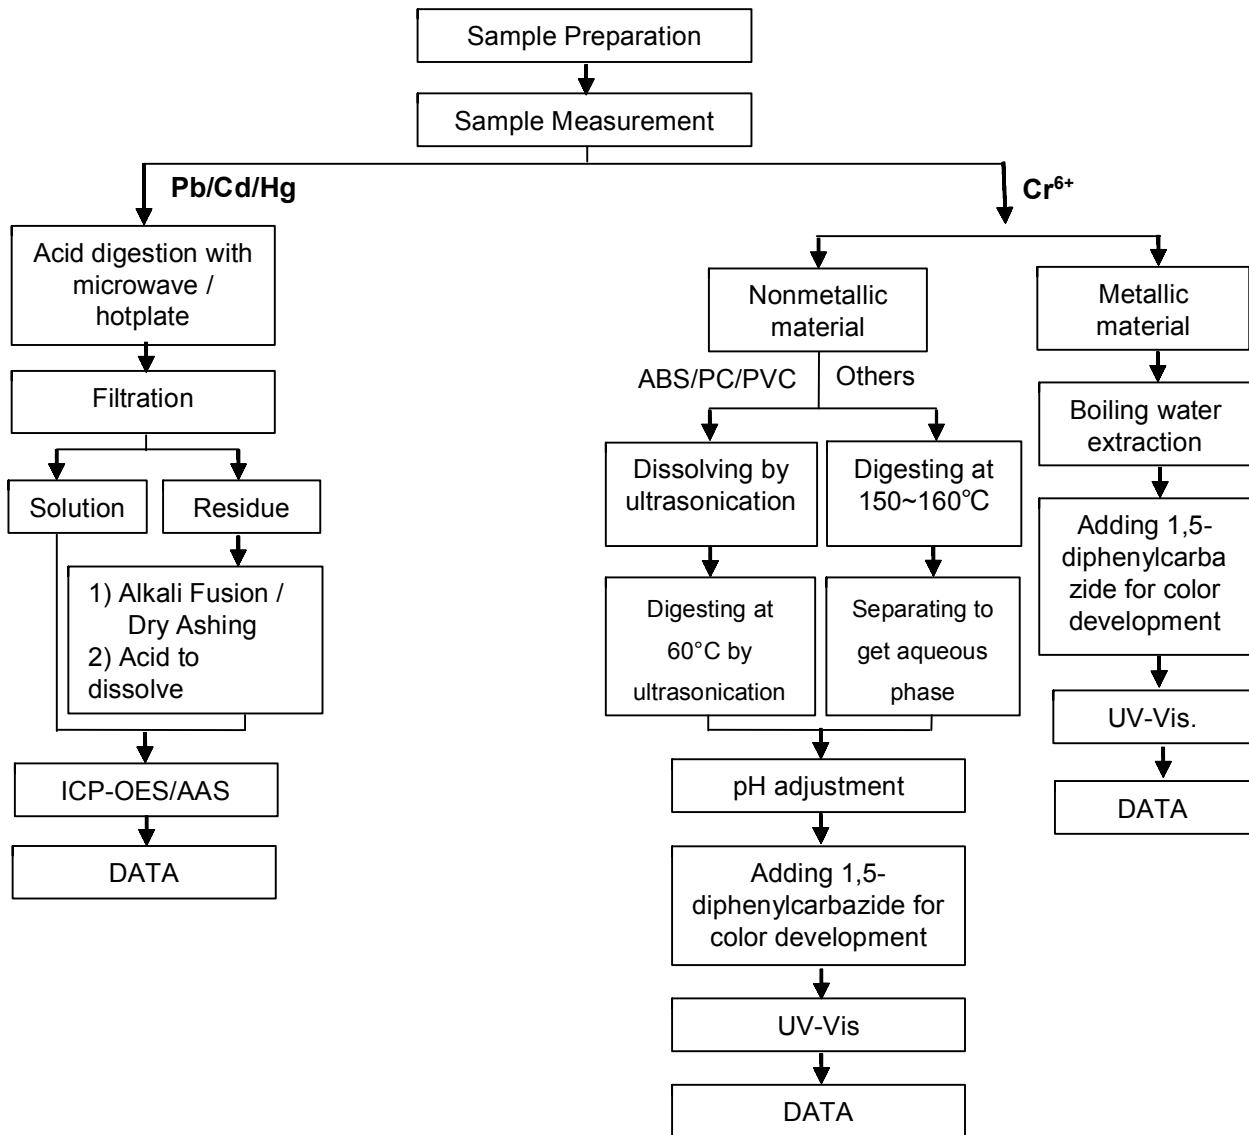 Sample Preparation
Sample Measurement
Pb/Cd/Hg
Cr⁶⁺
Acid digestion with
microwave /
hotplate
Filtration
Solution
Residue
1) Alkali Fusion /
Dry Ashing
2) Acid to
dissolve
ICP-OES/AAS
DATA
Nonmetallic
material
ABS/PC/PVC
Others
Dissolving by
ultrasonication
Digesting at
150~160℃
Digesting at
60°C by
ultrasonication
Separating to
get aqueous
phase
pH adjustment
Adding 1,5-
diphenylcarbazide for
color development
UV-Vis
DATA
Metallic
material
Boiling water
extraction
Adding 1,5-
diphenylcarba
zide for color
development
UV-Vis.
DATA